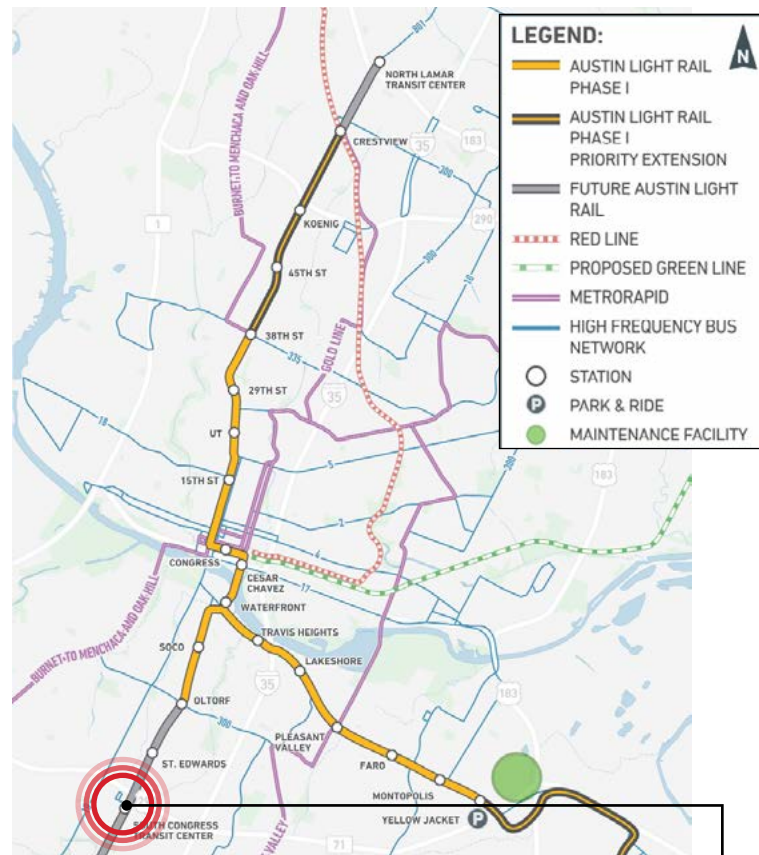 LEGEND:
N
AUSTIN LIGHT RAIL
PHASE I
AUSTIN LIGHT RAIL
PHASE I
PRIORITY EXTENSION
FUTURE AUSTIN LIGHT
RAIL
RED LINE
PROPOSED GREEN LINE
METRORAPID
HIGH FREQUENCY BUS
NETWORK
STATION
P PARK & RIDE
MAINTENANCE FACILITY
801
NORTH LAMAR
TRANSIT CENTER
BURNET TO MENCHACA AND OAK HILL
CRESTVIEW
35
183
300
1
KOENIG
290
300
10
45TH ST
38TH ST
335
GOLD LINE
29TH ST
35
18
UT
5
200
15TH ST
183
2
4
CONGRESS
CESAR
CHAVEZ
17
WATERFRONT
BURNET TO MENCHACA AND OAK HILL
TRAVIS HEIGHTS
SOCO
LAKESHORE
35
183
OLTORF
300
PLEASANT
VALLEY
ST. EDWARDS
FARO
MONTOPOLIS
YELLOW JACKET
P
SOUTH CONGRESS
TRANSIT CENTER
VALLEY
71